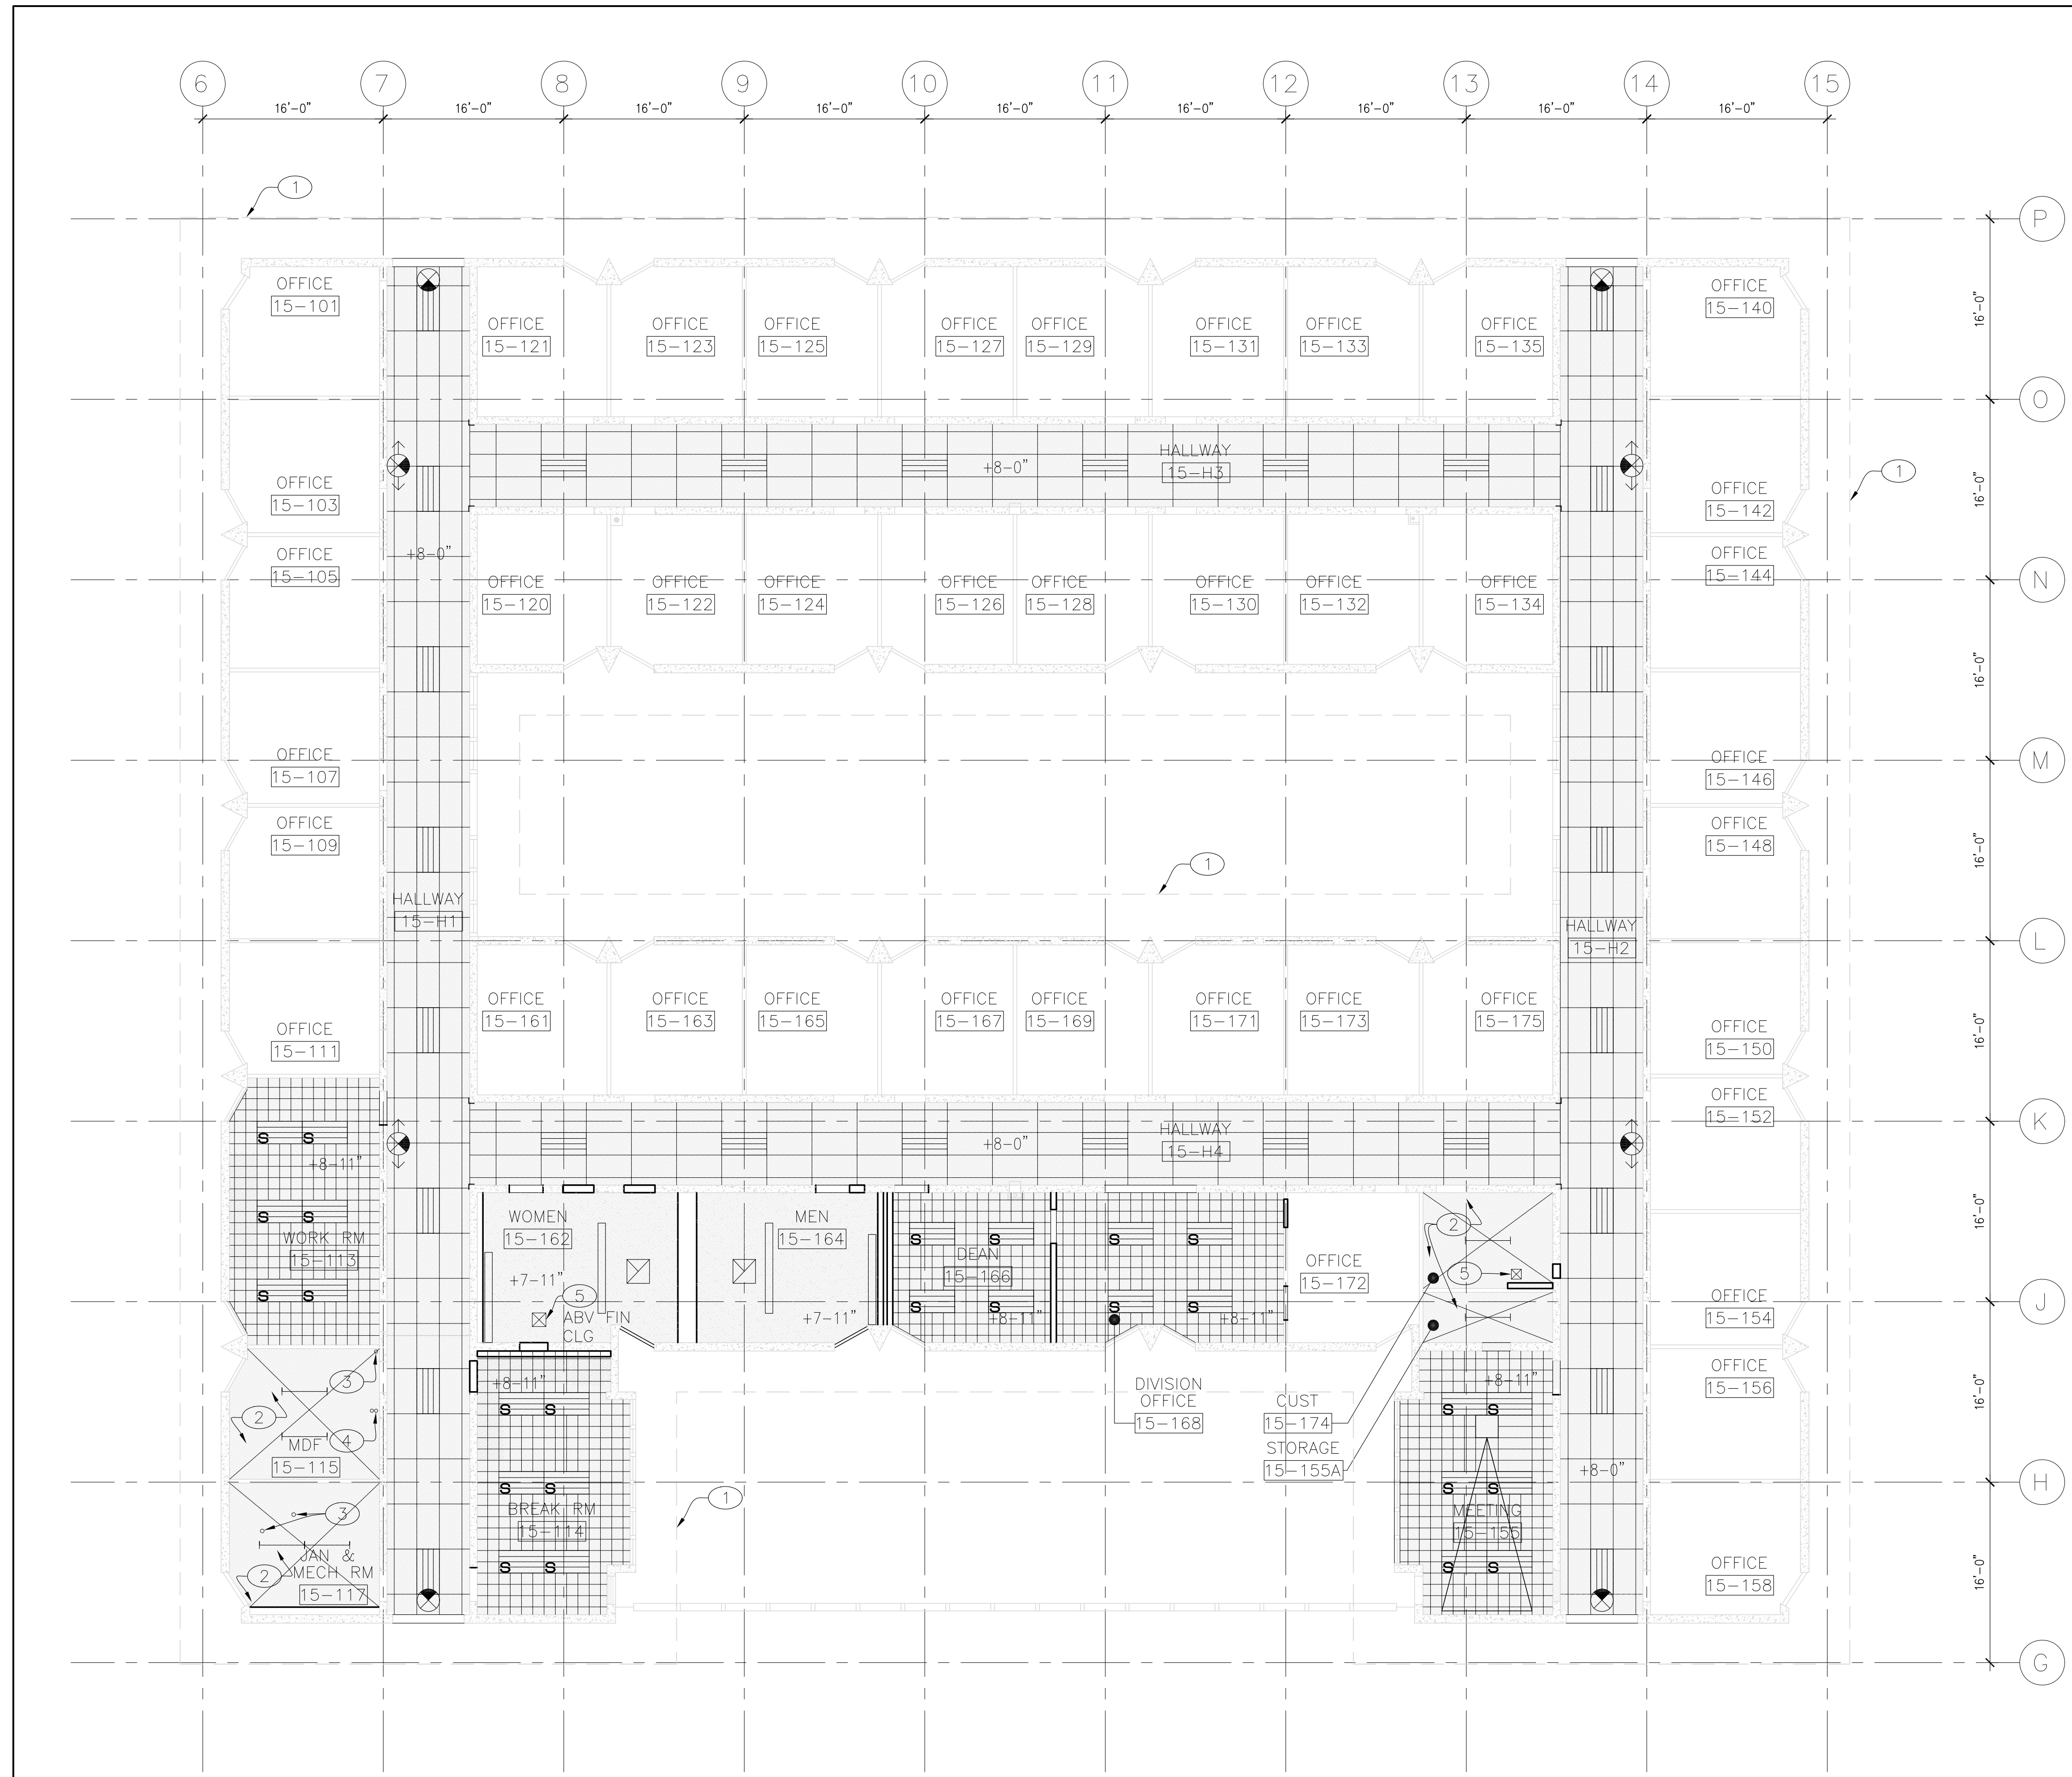 6 7 8 9 10 11 12 13 14 15
16'-0" 16'-0" 16'-0" 16'-0" 16'-0" 16'-0" 16'-0" 16'-0" 16'-0"
1
P
OFFICE
15-101
OFFICE
15-140
16'-0"
OFFICE OFFICE OFFICE OFFICE OFFICE OFFICE OFFICE OFFICE
15-121 15-123 15-125 15-127 15-129 15-131 15-133 15-135
O
HALLWAY
15-H3
+8-0"
1
OFFICE
15-103
OFFICE
15-142
16'-0"
OFFICE
15-105
+8-0"
OFFICE
15-144
N
OFFICE OFFICE OFFICE OFFICE OFFICE OFFICE OFFICE OFFICE
15-120 15-122 15-124 15-126 15-128 15-130 15-132 15-134
16'-0"
M
OFFICE
15-107
OFFICE
15-146
OFFICE
15-109
OFFICE
15-148
16'-0"
1
HALLWAY
15-H1
HALLWAY
15-H2
L
OFFICE OFFICE OFFICE OFFICE OFFICE OFFICE OFFICE OFFICE
15-161 15-163 15-165 15-167 15-169 15-171 15-173 15-175
OFFICE
15-111
OFFICE
15-150
16'-0"
OFFICE
15-152
K
S S
+8-11"
+8-0"
HALLWAY
15-H4
16'-0"
S S
WORK RM
15-113
S S
WOMEN
15-162
+7-11"
5
ABV FIN
CLG
MEN
15-164
+7-11"
S S
DEAN
15-166
S S
+8-11"
S S
S S
+8-11"
OFFICE
15-172
2
5
J
OFFICE
15-154
OFFICE
15-156
16'-0"
3
2
4
MDF
15-115
+8-11"
S S
DIVISION
OFFICE
15-168
CUST
15-174
STORAGE
15-155A
+8-11"
S S
+8-0"
H
S S
BREAK RM
15-114
S S
1
S S
MEETING
15-155
S S
3
JAN &
MECH RM
15-117
2
OFFICE
15-158
16'-0"
G